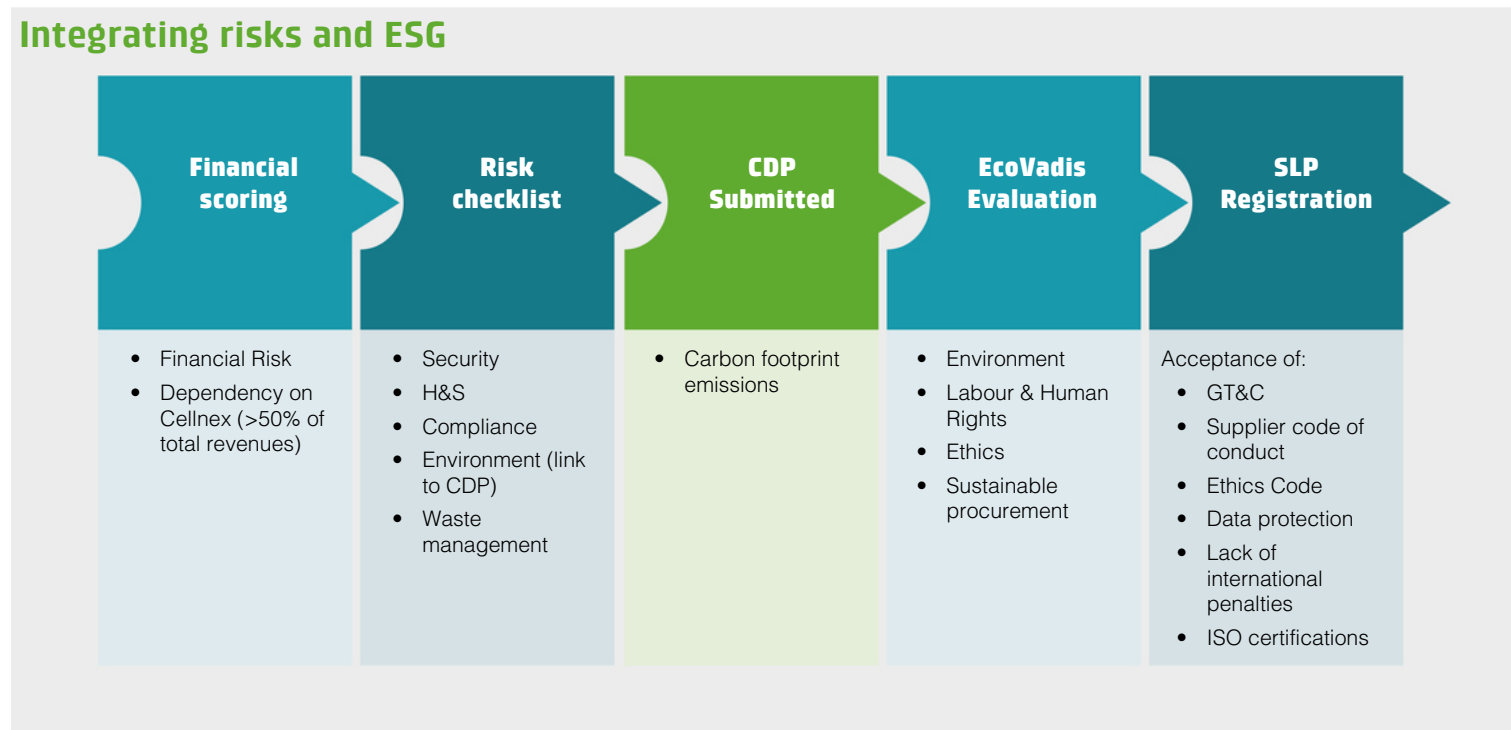 Integrating risks and ESG
Financial
scoring
Risk
checklist
CDP
Submitted
EcoVadis
Evaluation
SLP
Registration
• Financial Risk
• Dependency on
Cellnex (>50% of
total revenues)
• Security
• H&S
• Compliance
• Environment (link
to CDP)
• Waste
management
• Carbon footprint
emissions
• Environment
• Labour & Human
Rights
• Ethics
• Sustainable
procurement
Acceptance of:
• GT&C
• Supplier code of
conduct
• Ethics Code
• Data protection
• Lack of
international
penalties
• ISO certifications